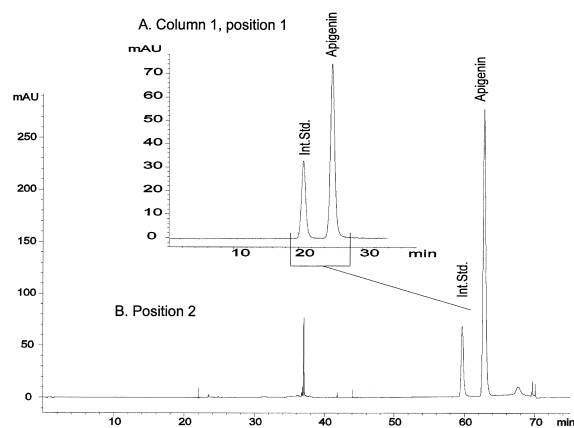 A. Column 1, position 1
mAU
70
60
50
40
30
20
10
0
Int.Std.
Apigenin
10 20 30 min
mAU
250
200
150
100
50
0
B. Position 2
Int.Std.
Apigenin
10 20 30 40 50 60 70 min